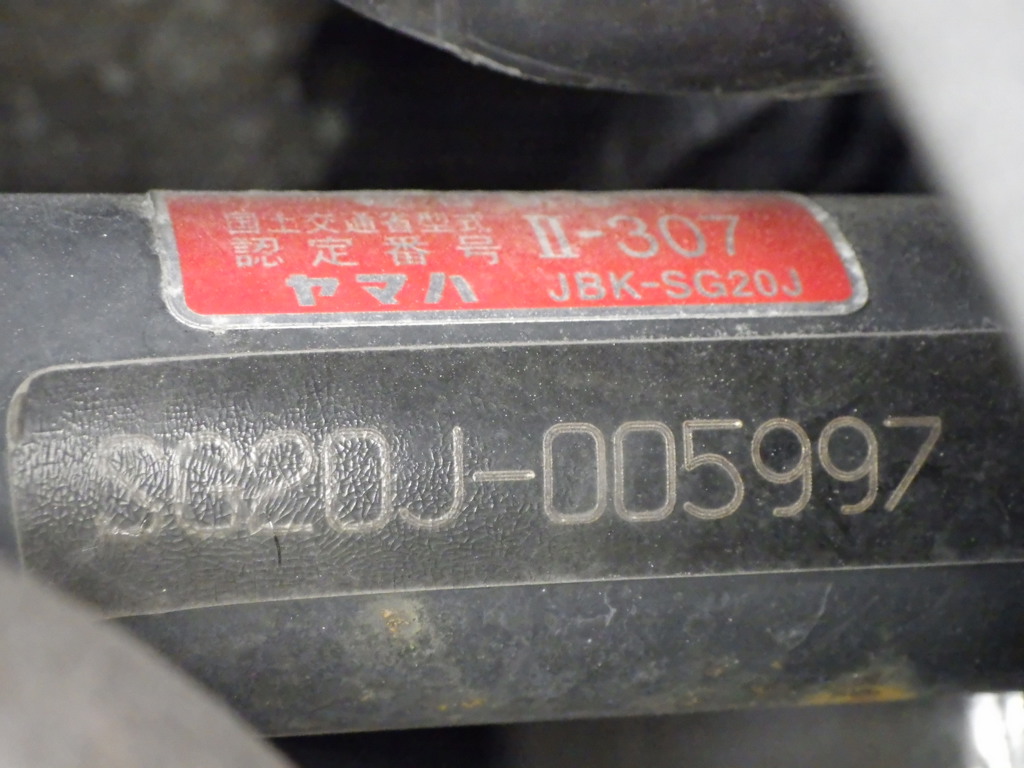 国土交通省型式
認定番号 II-307
ヤマハ JBK-SG20J
SG20J-005997